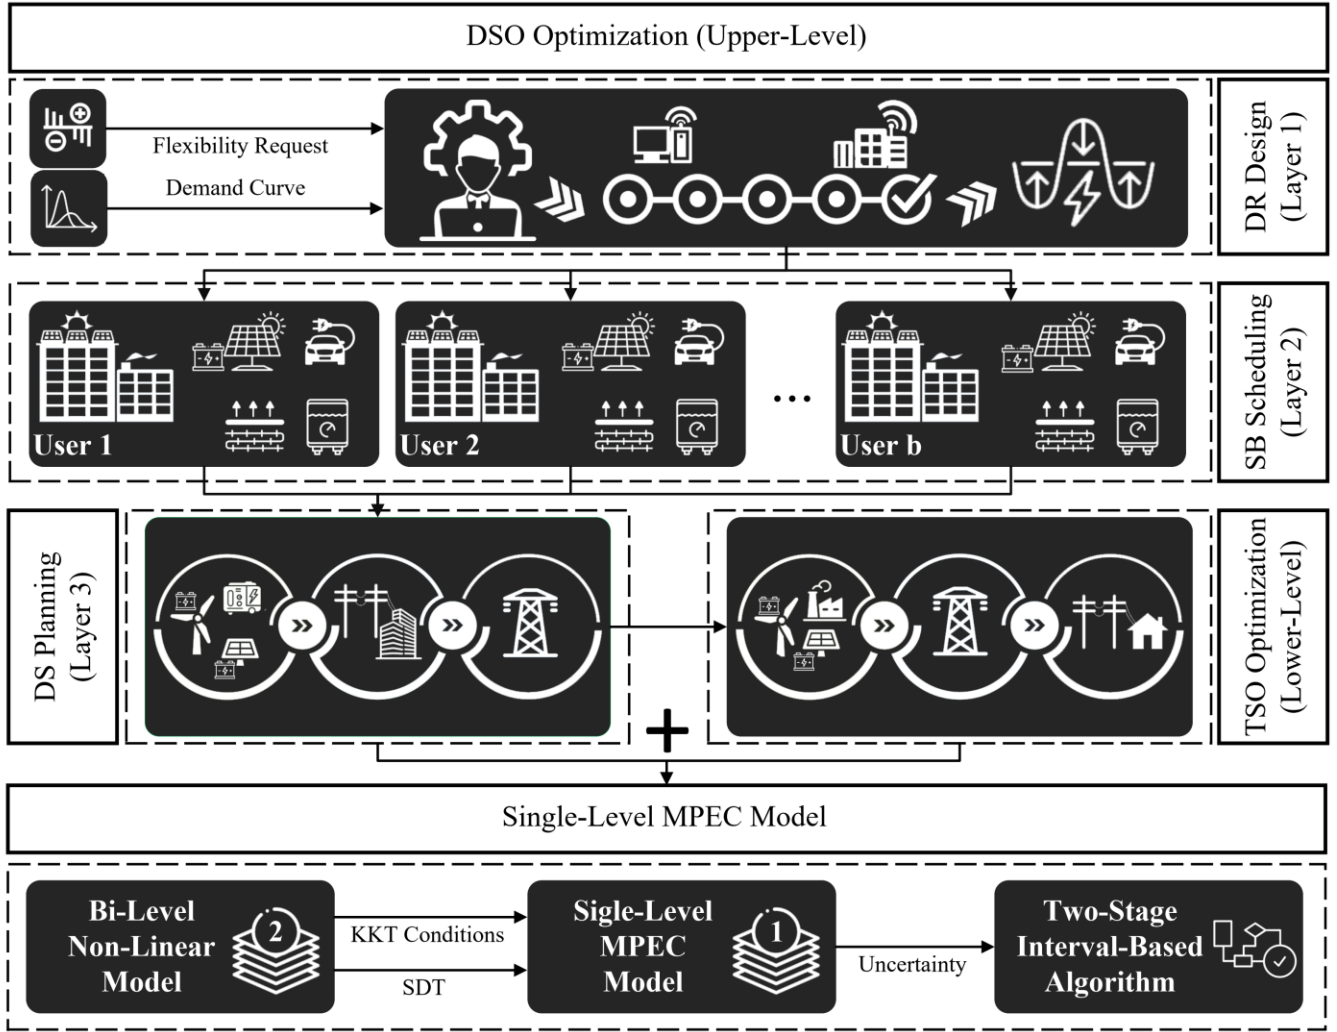 DSO Optimization (Upper-Level)
Flexibility Request
Demand Curve
DR Design
(Layer 1)
User 1
User 2
...
User b
SB Scheduling
(Layer 2)
DS Planning
(Layer 3)
+
TSO Optimization
(Lower-Level)
Single-Level MPEC Model
Bi-Level
Non-Linear
Model
2
KKT Conditions
SDT
Sigle-Level
MPEC
Model
1
Uncertainty
Two-Stage
Interval-Based
Algorithm